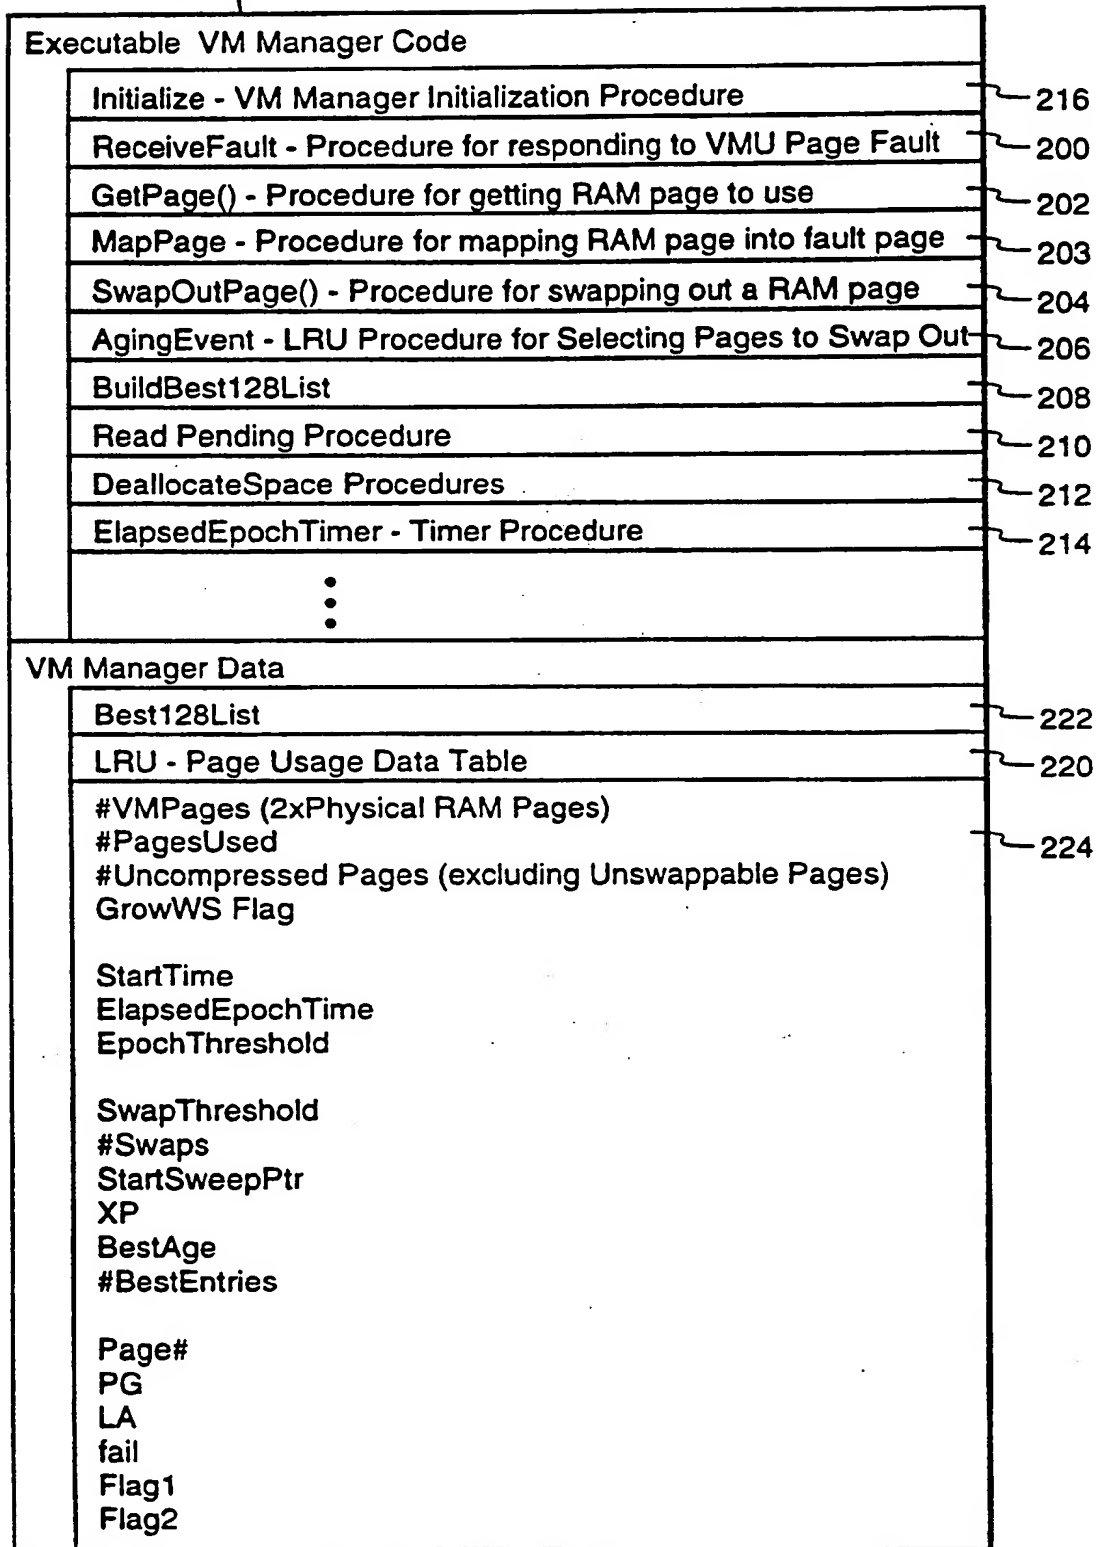 Executable VM Manager Code
Initialize - VM Manager Initialization Procedure 216
ReceiveFault - Procedure for responding to VMU Page Fault 200
GetPage() - Procedure for getting RAM page to use 202
MapPage - Procedure for mapping RAM page into fault page 203
SwapOutPage() - Procedure for swapping out a RAM page 204
AgingEvent - LRU Procedure for Selecting Pages to Swap Out 206
BuildBest128List 208
Read Pending Procedure 210
DeallocateSpace Procedures 212
ElapsedEpochTimer - Timer Procedure 214
VM Manager Data
Best128List 222
LRU - Page Usage Data Table 220
#VMPages (2xPhysical RAM Pages)
#PagesUsed 224
#Uncompressed Pages (excluding Unswappable Pages)
GrowWS Flag
StartTime
ElapsedEpochTime
EpochThreshold
SwapThreshold
#Swaps
StartSweepPtr
XP
BestAge
#BestEntries
Page#
PG
LA
fail
Flag1
Flag2